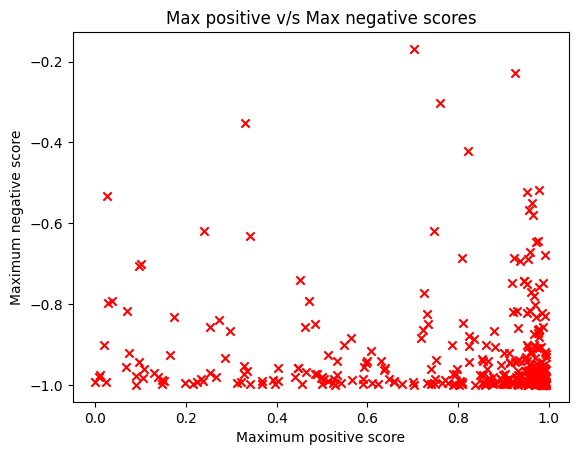 Max positive v/s Max negative scores
Maximum negative score
−0.2
−0.4
−0.6
−0.8
−1.0
0.0 0.2 0.4 0.6 0.8 1.0
Maximum positive score